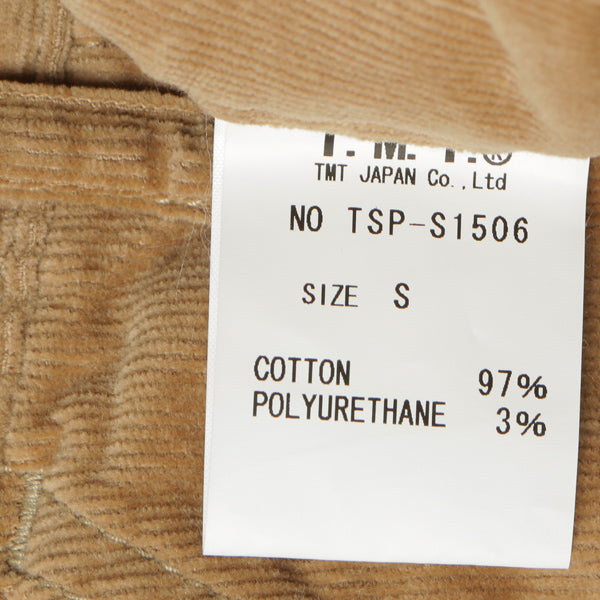 T.M.T.®
TMT JAPAN Co.,Ltd
NO TSP-S1506
SIZE S
COTTON 97%
POLYURETHANE 3%